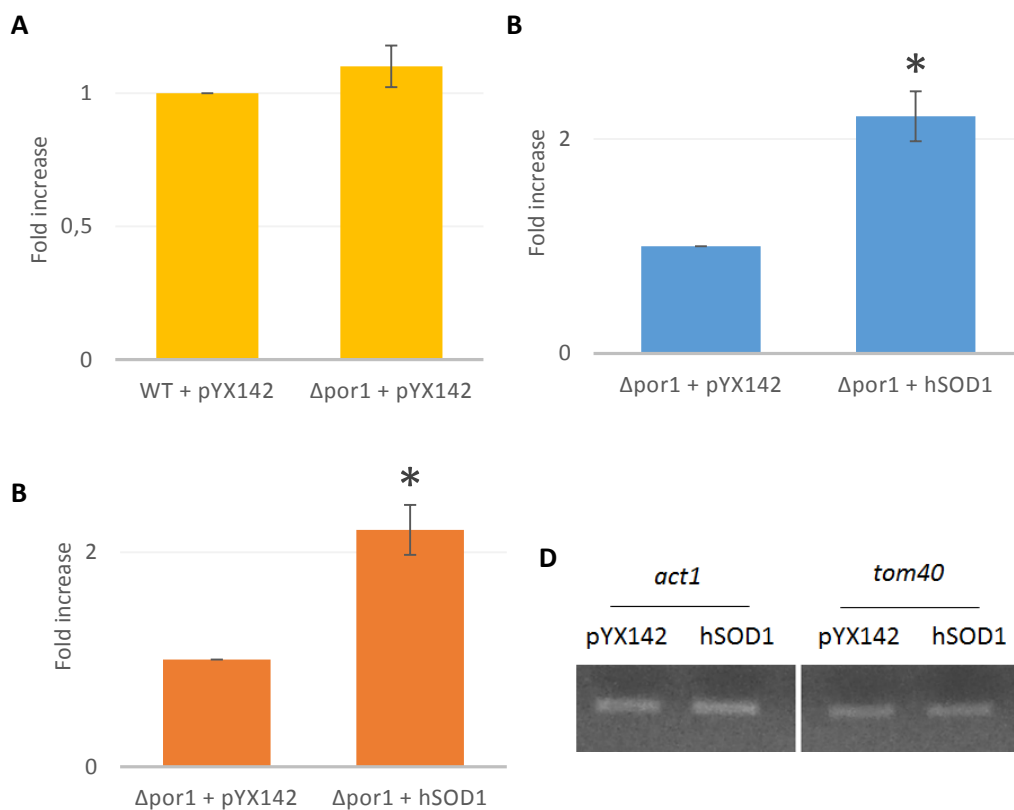 A
Fold increase
1
0,5
0
WT + pYX142
Δpor1 + pYX142
B
*
Fold increase
2
0
Δpor1 + pYX142
Δpor1 + hSOD1
B
*
Fold increase
2
0
Δpor1 + pYX142
Δpor1 + hSOD1
D
act1
tom40
pYX142 hSOD1 pYX142 hSOD1